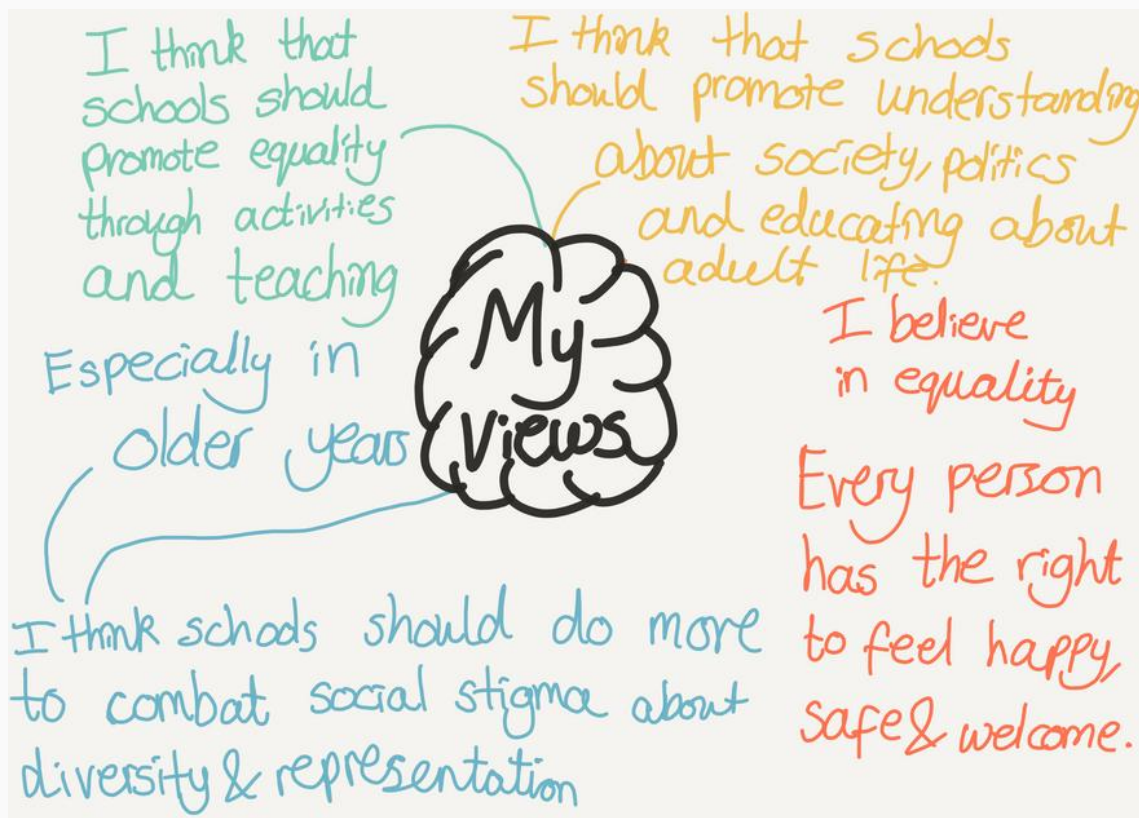 I think that
schools should
promote equality
through activities
and teaching
I think that schools
should promote understanding
about society, politics
and educating about
adult life.
My
Views
I believe
in equality
Every person
has the right
to feel happy,
safe & welcome.
Especially in
older years
I think schools should do more
to combat social stigma about
diversity & representation